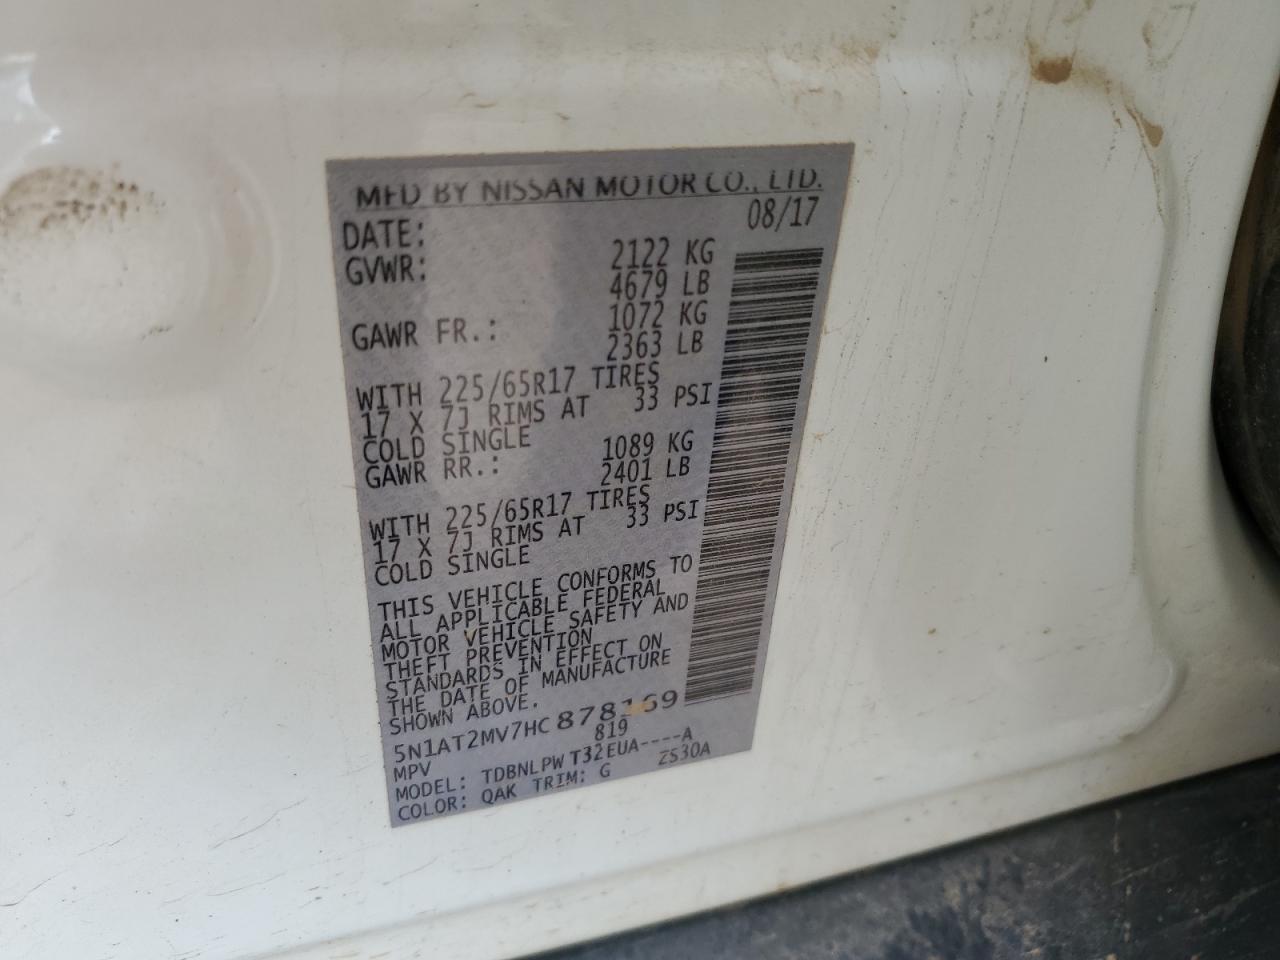 MFD BY NISSAN MOTOR CO., LTD.
DATE: 08/17
GVWR: 2122 KG
4679 LB
GAWR FR.: 1072 KG
2363 LB
WITH 225/65R17 TIRES
17 X 7J RIMS AT 33 PSI
COLD SINGLE
GAWR RR.: 1089 KG
2401 LB
WITH 225/65R17 TIRES
17 X 7J RIMS AT 33 PSI
COLD SINGLE
THIS VEHICLE CONFORMS TO
ALL APPLICABLE FEDERAL
MOTOR VEHICLE SAFETY AND
THEFT PREVENTION
STANDARDS IN EFFECT ON
THE DATE OF MANUFACTURE
SHOWN ABOVE.
5N1AT2MV7HC878169
MPV 819
MODEL: TDBNLPW T32EUA----A
COLOR: QAK TRIM: G ZS30A